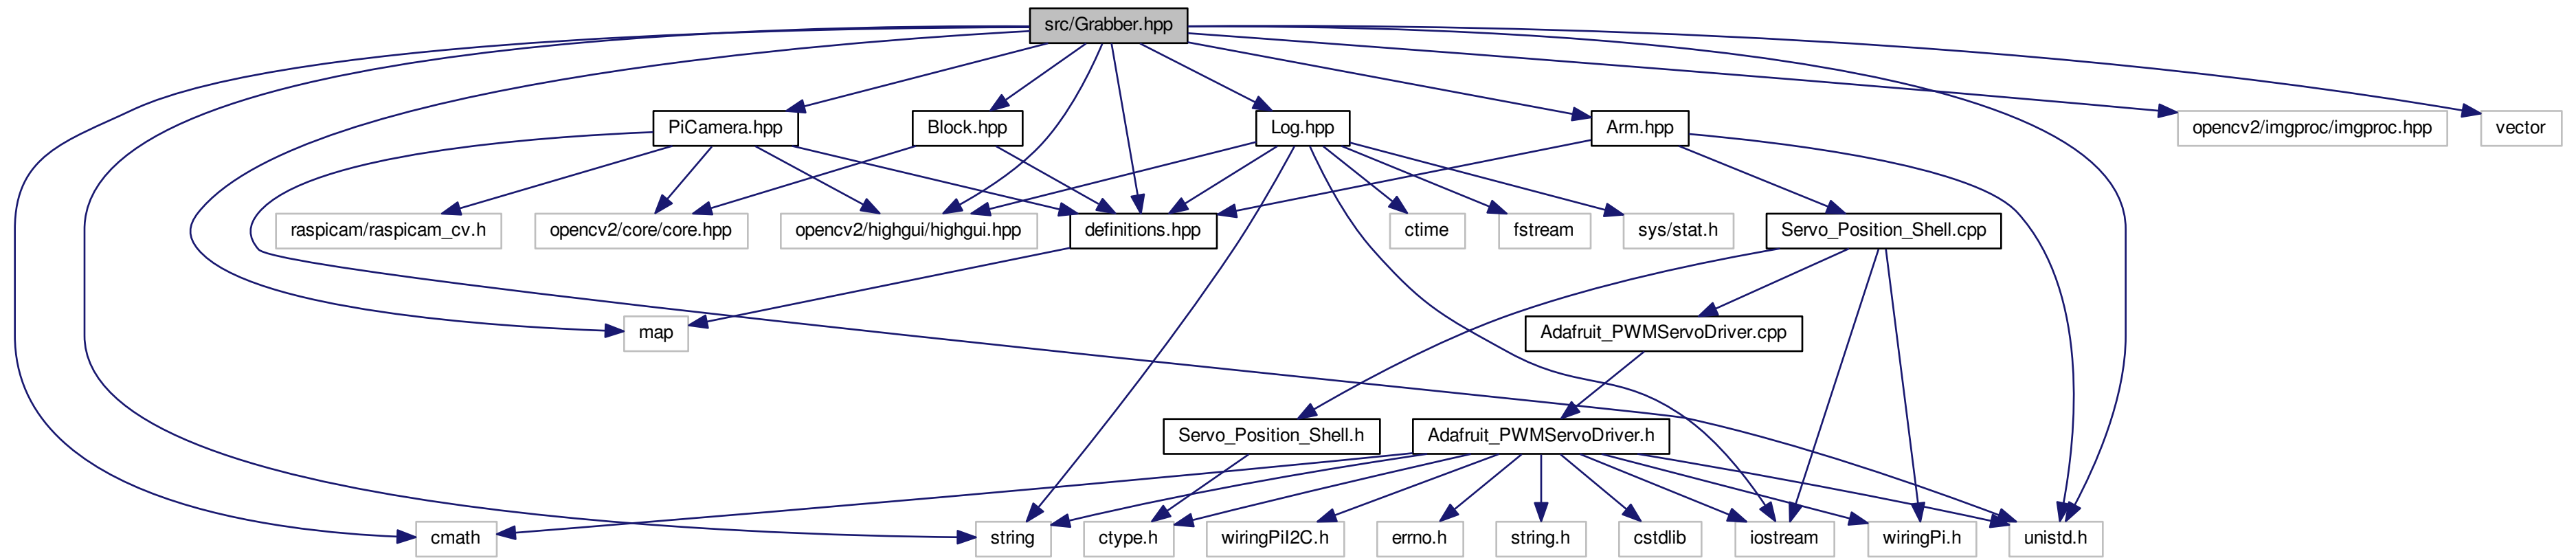 src/Grabber.hpp
PiCamera.hpp
Block.hpp
Log.hpp
Arm.hpp
opencv2/imgproc/imgproc.hpp
vector
raspicam/raspicam_cv.h
opencv2/core/core.hpp
opencv2/highgui/highgui.hpp
definitions.hpp
ctime
fstream
sys/stat.h
Servo_Position_Shell.cpp
map
Adafruit_PWMServoDriver.cpp
Servo_Position_Shell.h
Adafruit_PWMServoDriver.h
cmath
string
ctype.h
wiringPiI2C.h
errno.h
string.h
cstdlib
iostream
wiringPi.h
unistd.h